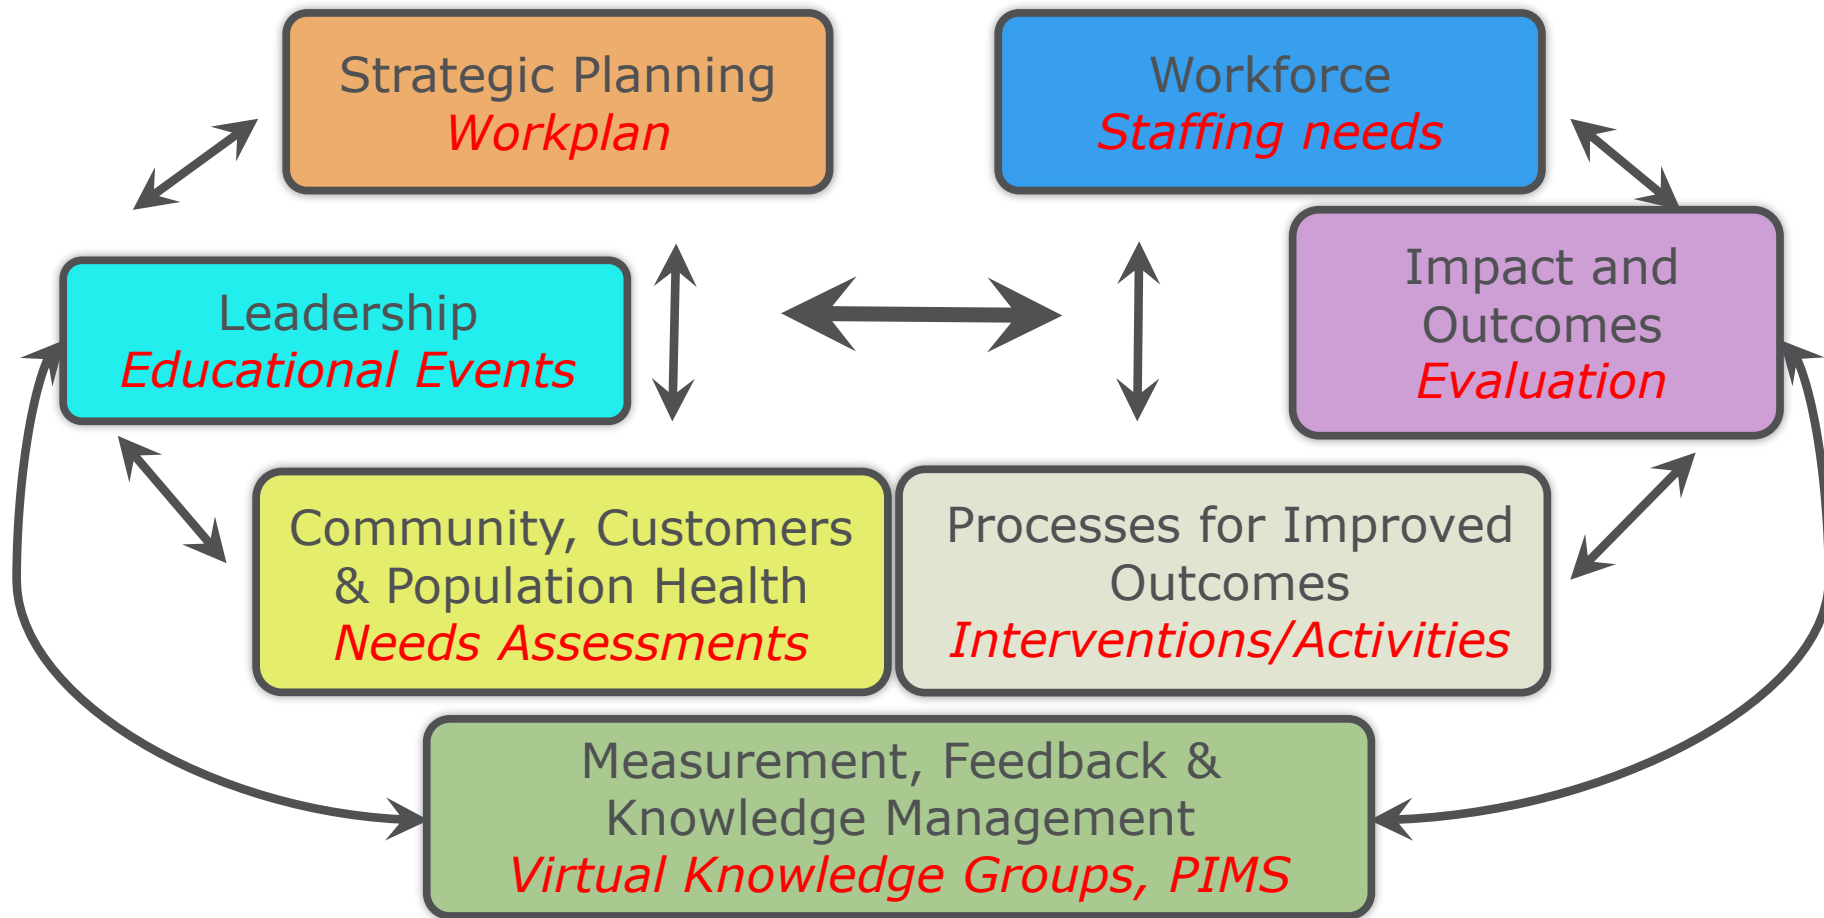 Strategic Planning
Workplan
Workforce
Staffing needs
Leadership
Educational Events
Impact and
Outcomes
Evaluation
Community, Customers
& Population Health
Needs Assessments
Processes for Improved
Outcomes
Interventions/Activities
Measurement, Feedback &
Knowledge Management
Virtual Knowledge Groups, PIMS